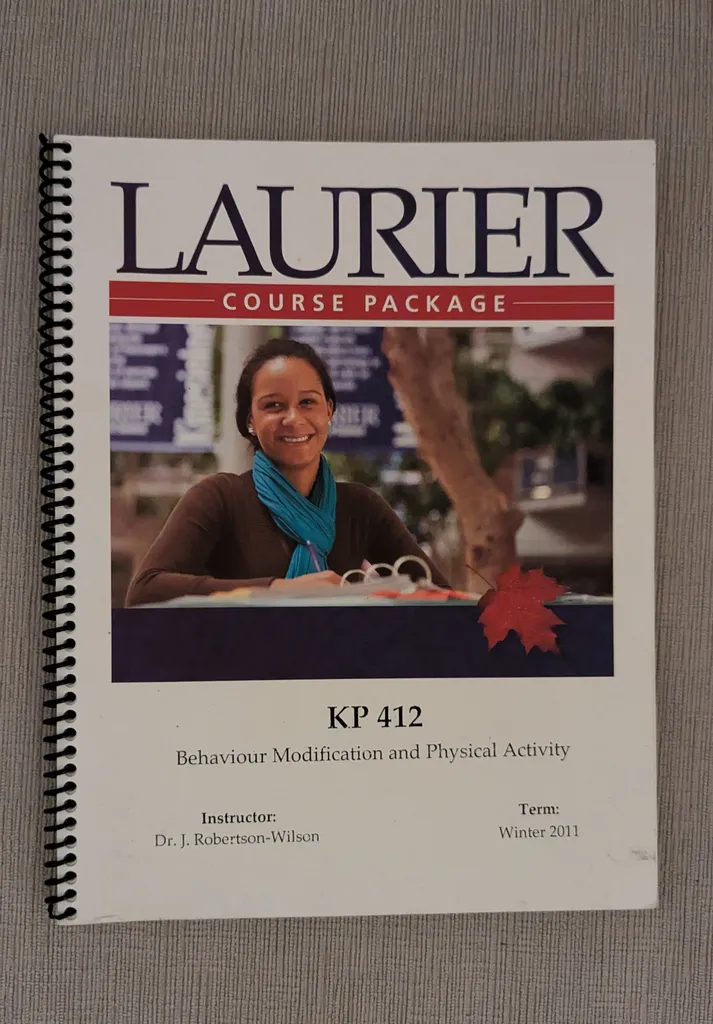 LAURIER
COURSE PACKAGE
KP 412
Behaviour Modification and Physical Activity
Instructor:
Dr. J. Robertson-Wilson
Term:
Winter 2011